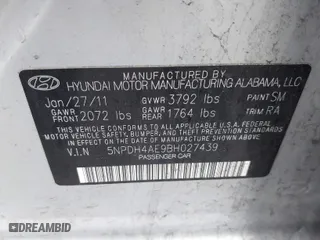 MANUFACTURED BY
HYUNDAI MOTOR MANUFACTURING ALABAMA, LLC
Jan/27/11 GVWR 3792 lbs PAINT SM
GAWR FRONT 2072 lbs GAWR REAR 1764 lbs TRIM RA
THIS VEHICLE CONFORMS TO ALL APPLICABLE
FEDERAL MOTOR VEHICLE SAFETY, BUMPER, AND
THEFT PREVENTION STANDARDS IN EFFECT ON THE
DATE OF MANUFACTURE SHOWN ABOVE.
V.I.N 5NPDH4AE9BH027439
PASSENGER CAR